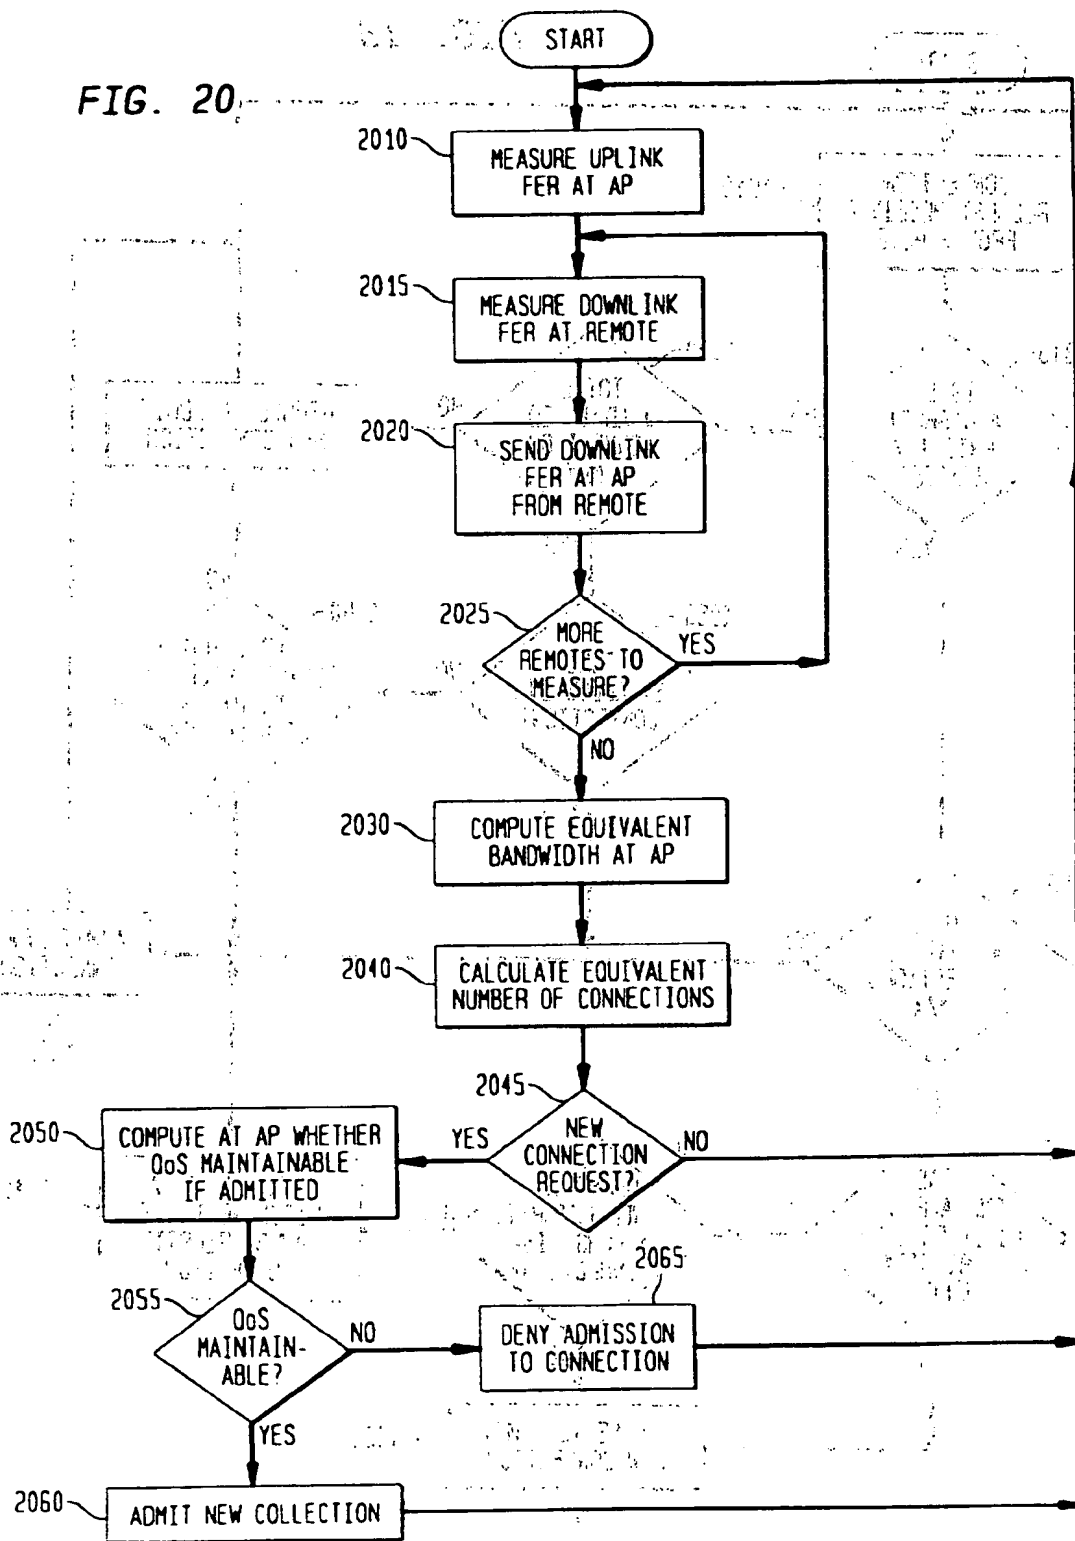 START
FIG. 20
2010
MEASURE UPLINK
FER AT AP
2015
MEASURE DOWNLINK
FER AT REMOTE
2020
SEND DOWNLINK
FER AT AP
FROM REMOTE
2025
MORE
REMOTES TO
MEASURE?
YES
NO
2030
COMPUTE EQUIVALENT
BANDWIDTH AT AP
2040
CALCULATE EQUIVALENT
NUMBER OF CONNECTIONS
2045
NEW
CONNECTION
REQUEST?
YES
NO
2050
COMPUTE AT AP WHETHER
QoS MAINTAINABLE
IF ADMITTED
2055
QoS
MAINTAIN-
ABLE?
NO
YES
2065
DENY ADMISSION
TO CONNECTION
2060
ADMIT NEW COLLECTION